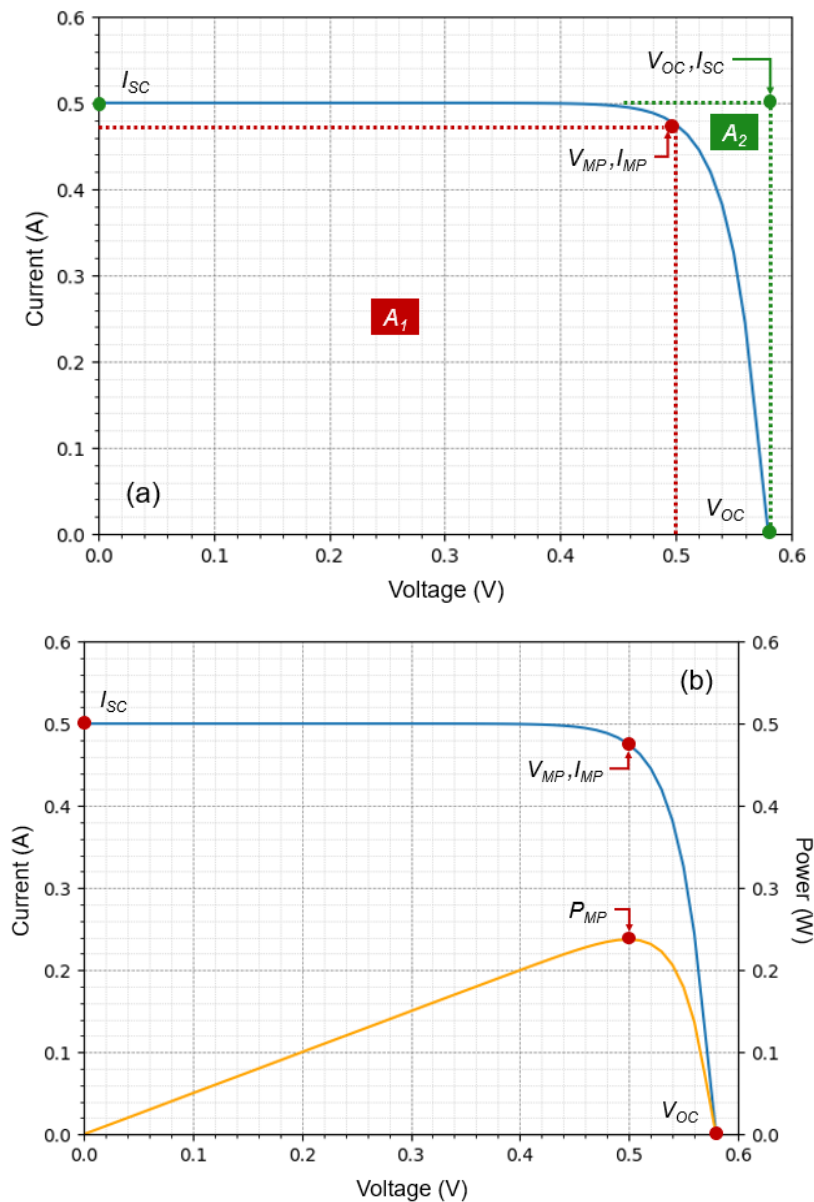 0.6
I_SC
V_OC ,I_SC
0.5
A_2
V_MP ,I_MP
0.4
Current (A)
0.3
A_1
0.2
0.1
(a)
V_OC
0.0
0.0 0.1 0.2 0.3 0.4 0.5 0.6
Voltage (V)
0.6 0.6
(b)
I_SC
0.5 0.5
V_MP ,I_MP
0.4 0.4
Current (A)
Power (W)
0.3 0.3
P_MP
0.2 0.2
0.1 0.1
V_OC
0.0 0.0
0.0 0.1 0.2 0.3 0.4 0.5 0.6
Voltage (V)